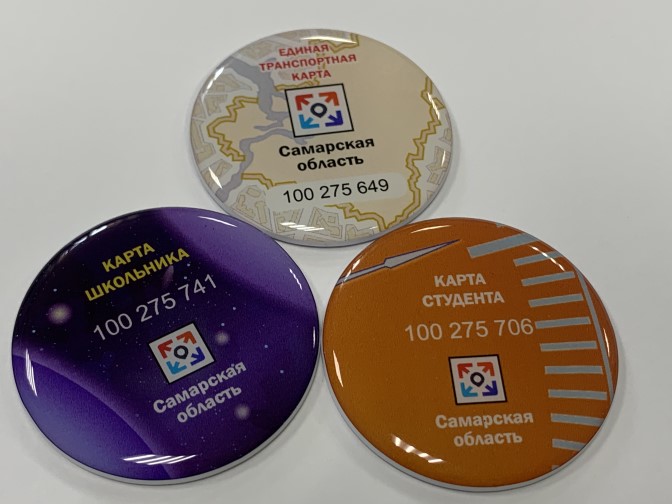 ЕДИНАЯ
ТРАНСПОРТНАЯ
КАРТА
Самарская
область
100 275 649
КАРТА
ШКОЛЬНИКА
100 275 741
Самарская
область
КАРТА
СТУДЕНТА
100 275 706
Самарская
область